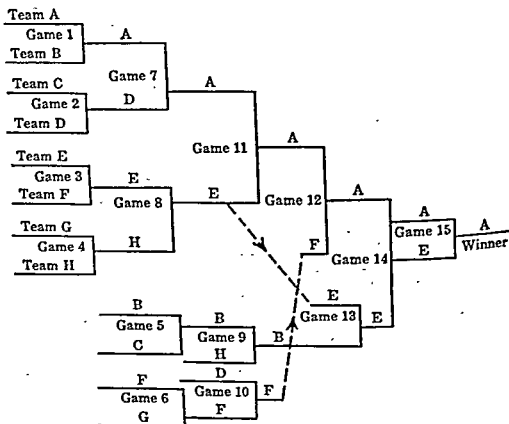 Team A
Game 1
Team B
A
Game 7
Team C
Game 2
Team D
D
A
Game 11
Team E
Game 3
Team F
E
Game 8
Team G
Game 4
Team H
H
E
A
Game 12
F
A
Game 14
A
Game 15
E
A
Winner
B
Game 5
C
B
Game 9
H
B
E
Game 13
E
F
Game 6
G
D
Game 10
F
F